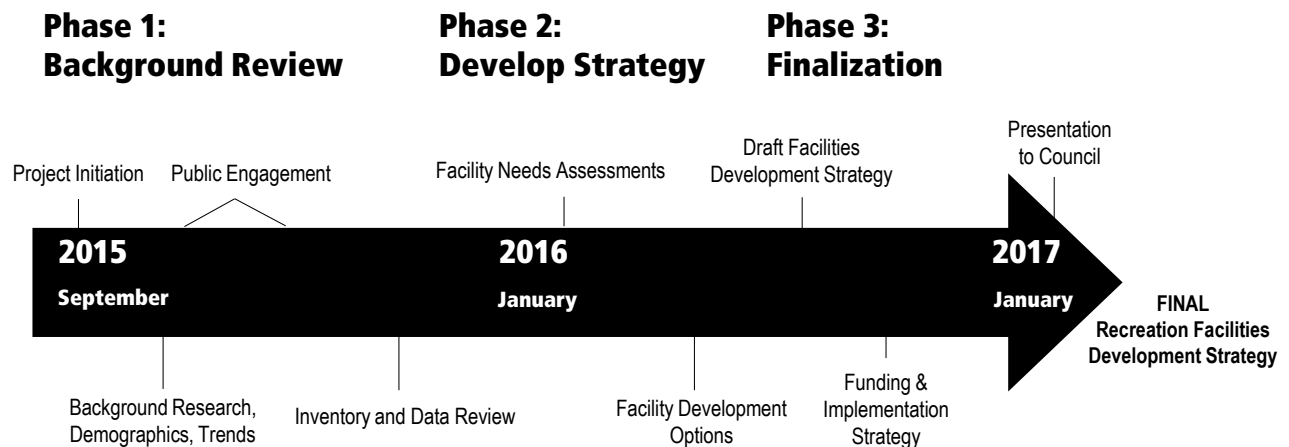 Phase 1:
Background Review
Phase 2:
Develop Strategy
Phase 3:
Finalization
Project Initiation
Public Engagement
Facility Needs Assessments
Draft Facilities
Development Strategy
Presentation
to Council
2015
September
2016
January
2017
January
FINAL
Recreation Facilities
Development Strategy
Background Research,
Demographics, Trends
Inventory and Data Review
Facility Development
Options
Funding &
Implementation
Strategy